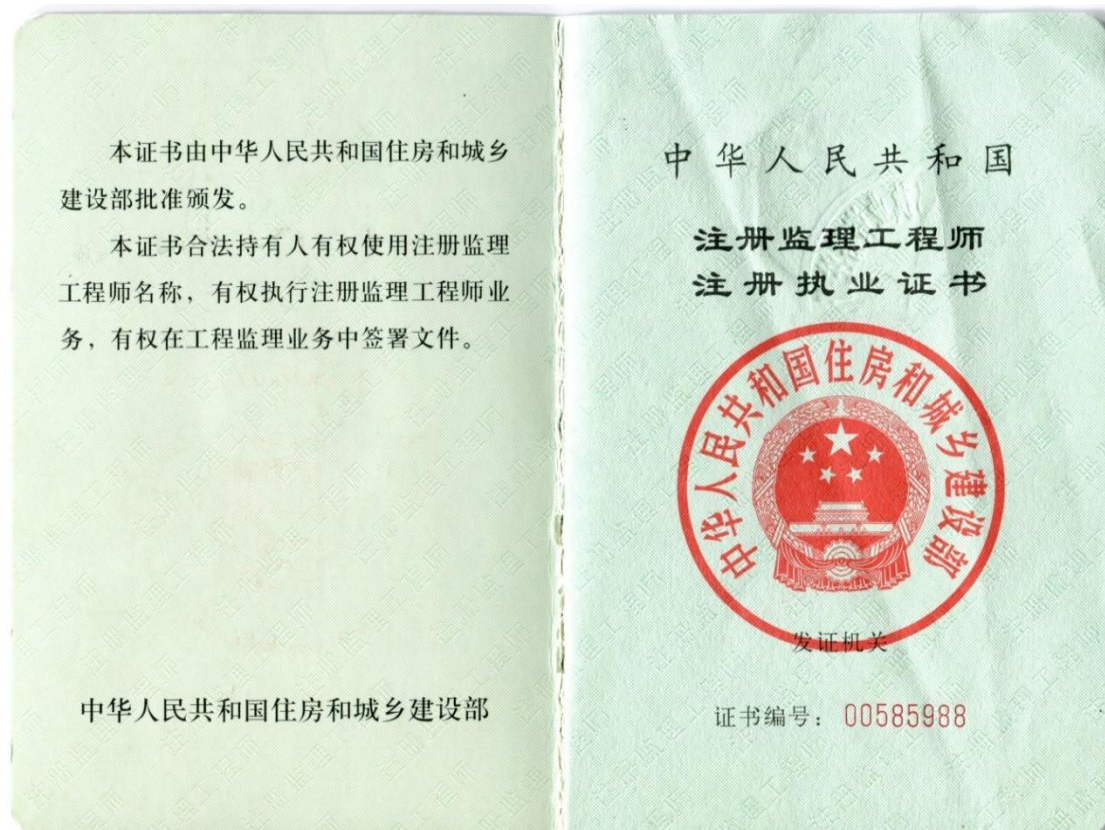 本证书由中华人民共和国住房和城乡
建设部批准颁发。
本证书合法持有人有权使用注册监理
工程师名称，有权执行注册监理工程师业
务，有权在工程监理业务中签署文件。
中华人民共和国住房和城乡建设部
中华人民共和国
注册监理工程师
注册执业证书
中华人民共和国住房和城乡建设部
发证机关
证书编号：00585988